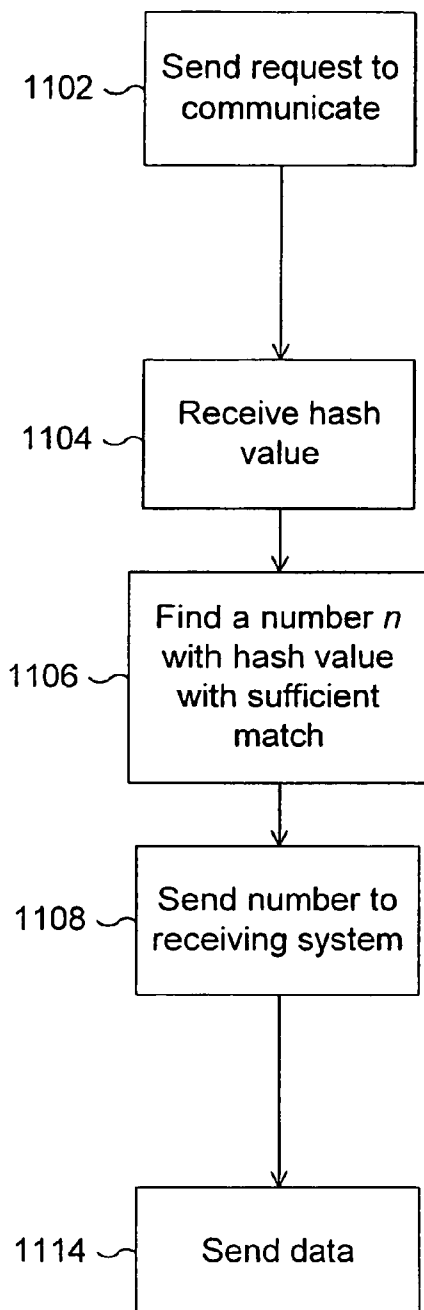 1102
Send request to
communicate
1104
Receive hash
value
1106
Find a number n
with hash value
with sufficient
match
1108
Send number to
receiving system
1114
Send data